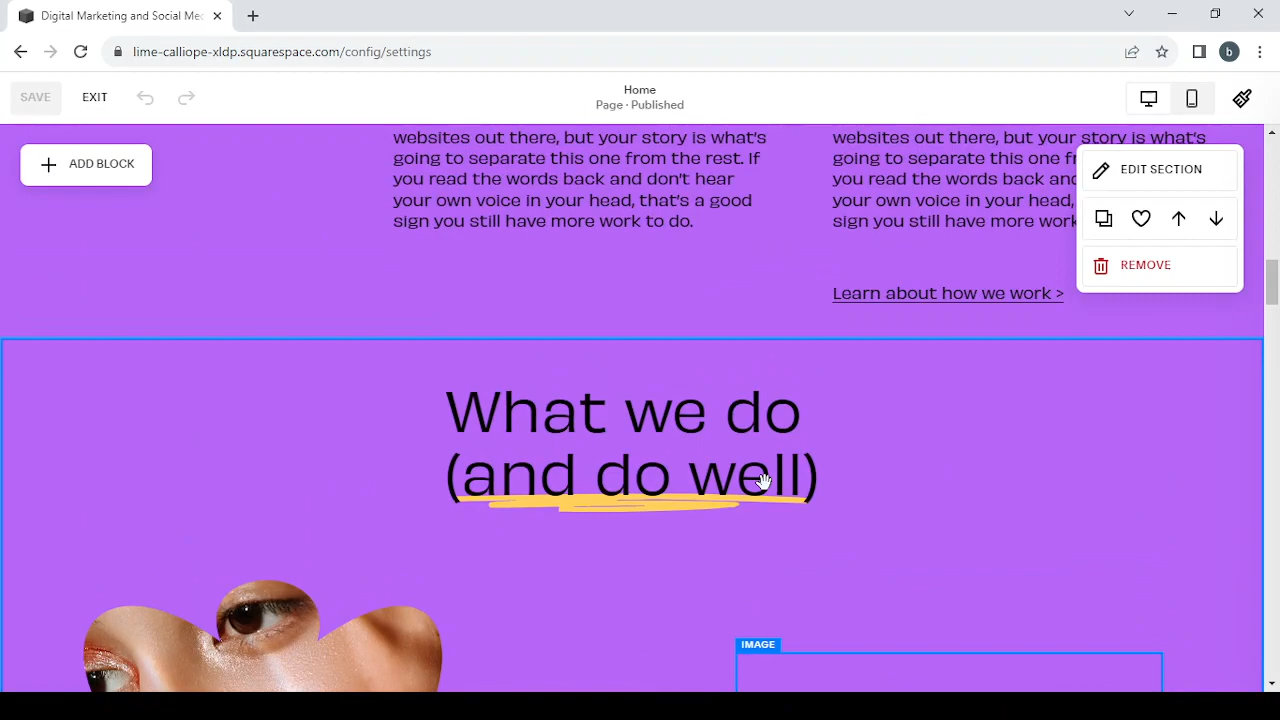 Digital Marketing and Social Med
lime-calliope-xldp.squarespace.com/config/settings
b
SAVE
EXIT
Home
Page · Published
ADD BLOCK
websites out there, but your story is what's
going to separate this one from the rest. If
you read the words back and don't hear
your own voice in your head, that's a good
sign you still have more work to do.
websites out there, but your story is what's
going to separate this one fr
you read the words back an
your own voice in your head,
sign you still have more work
Learn about how we work >
EDIT SECTION
REMOVE
What we do
(and do well)
IMAGE